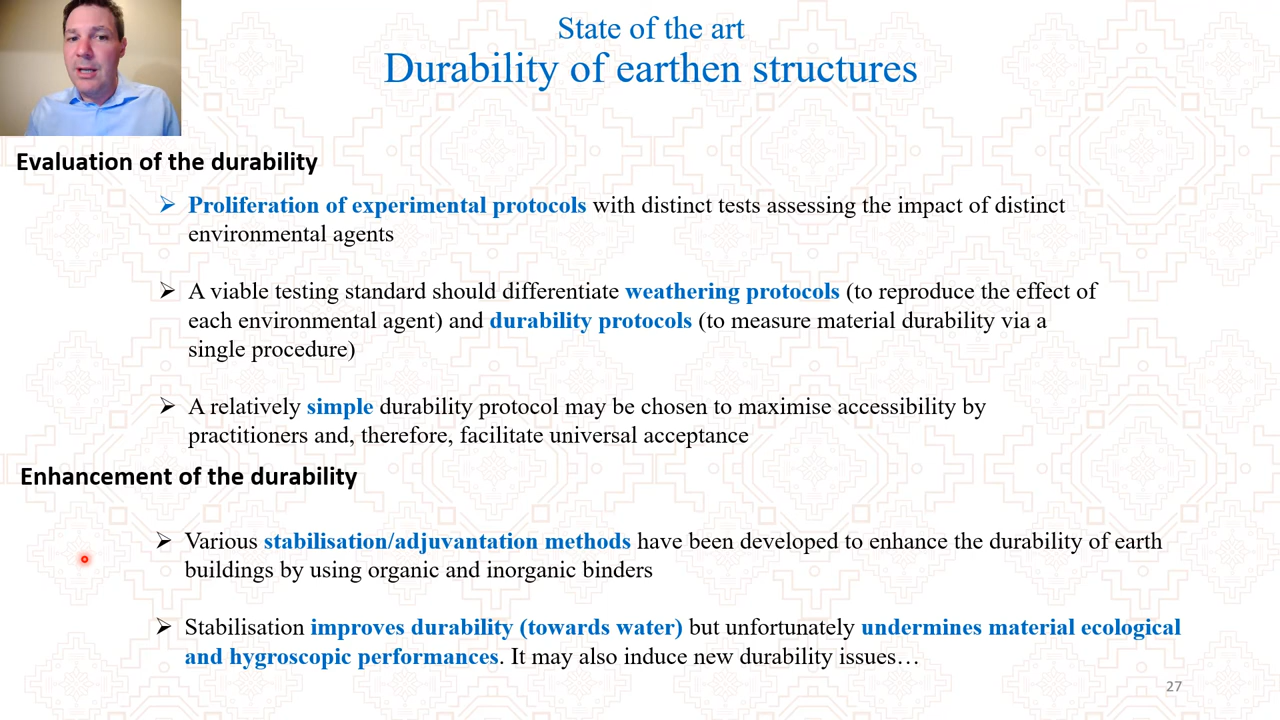 State of the art
Durability of earthen structures
Evaluation of the durability
➢ Proliferation of experimental protocols with distinct tests assessing the impact of distinct
environmental agents
➢ A viable testing standard should differentiate weathering protocols (to reproduce the effect of
each environmental agent) and durability protocols (to measure material durability via a
single procedure)
➢ A relatively simple durability protocol may be chosen to maximise accessibility by
practitioners and, therefore, facilitate universal acceptance
Enhancement of the durability
➢ Various stabilisation/adjuvantation methods have been developed to enhance the durability of earth
buildings by using organic and inorganic binders
➢ Stabilisation improves durability (towards water) but unfortunately undermines material ecological
and hygroscopic performances. It may also induce new durability issues…
27